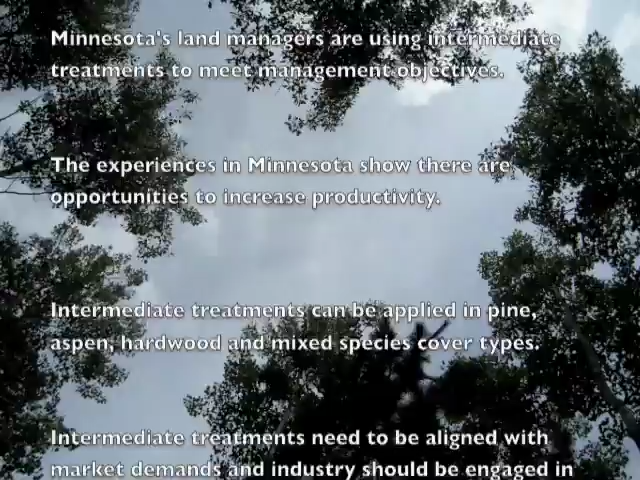 Minnesota's land managers are using intermediate
treatments to meet management objectives.
The experiences in Minnesota show there are
opportunities to increase productivity.
Intermediate treatments can be applied in pine,
aspen, hardwood and mixed species cover types.
Intermediate treatments need to be aligned with
market demands and industry should be engaged in